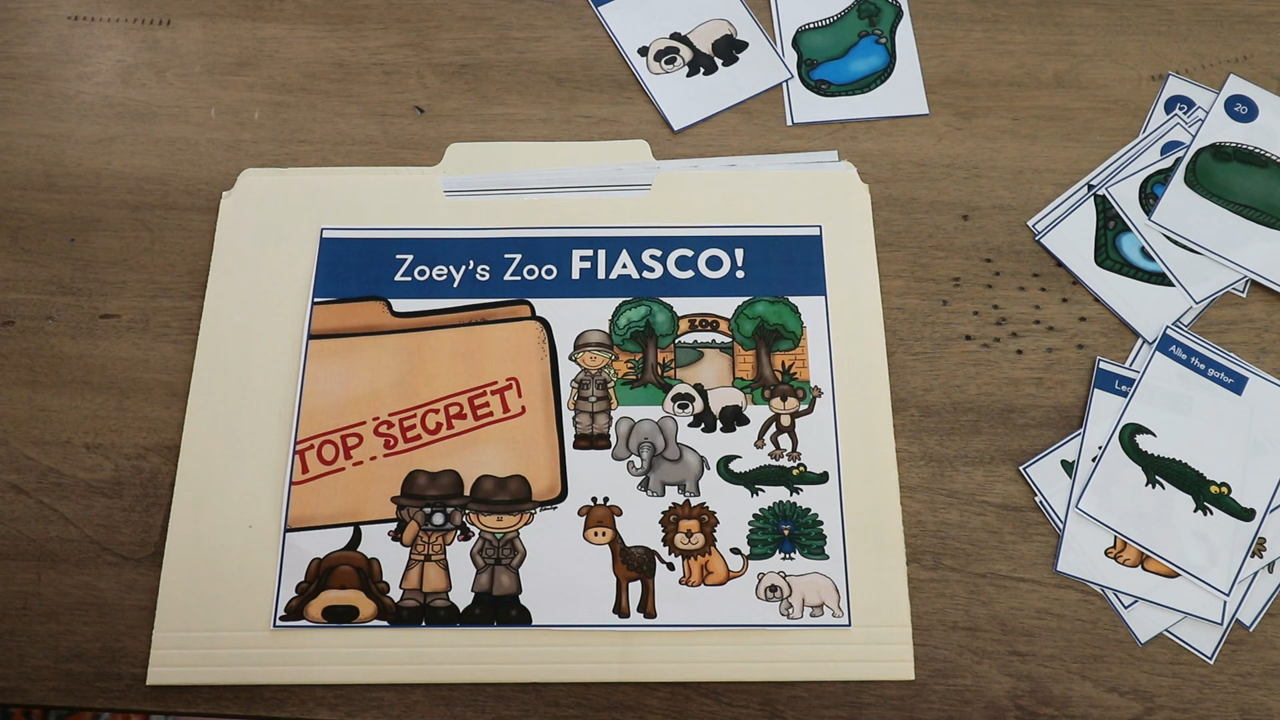 Zoey's Zoo FIASCO!
ZOO
TOP SECRET!
20
Allie the gator